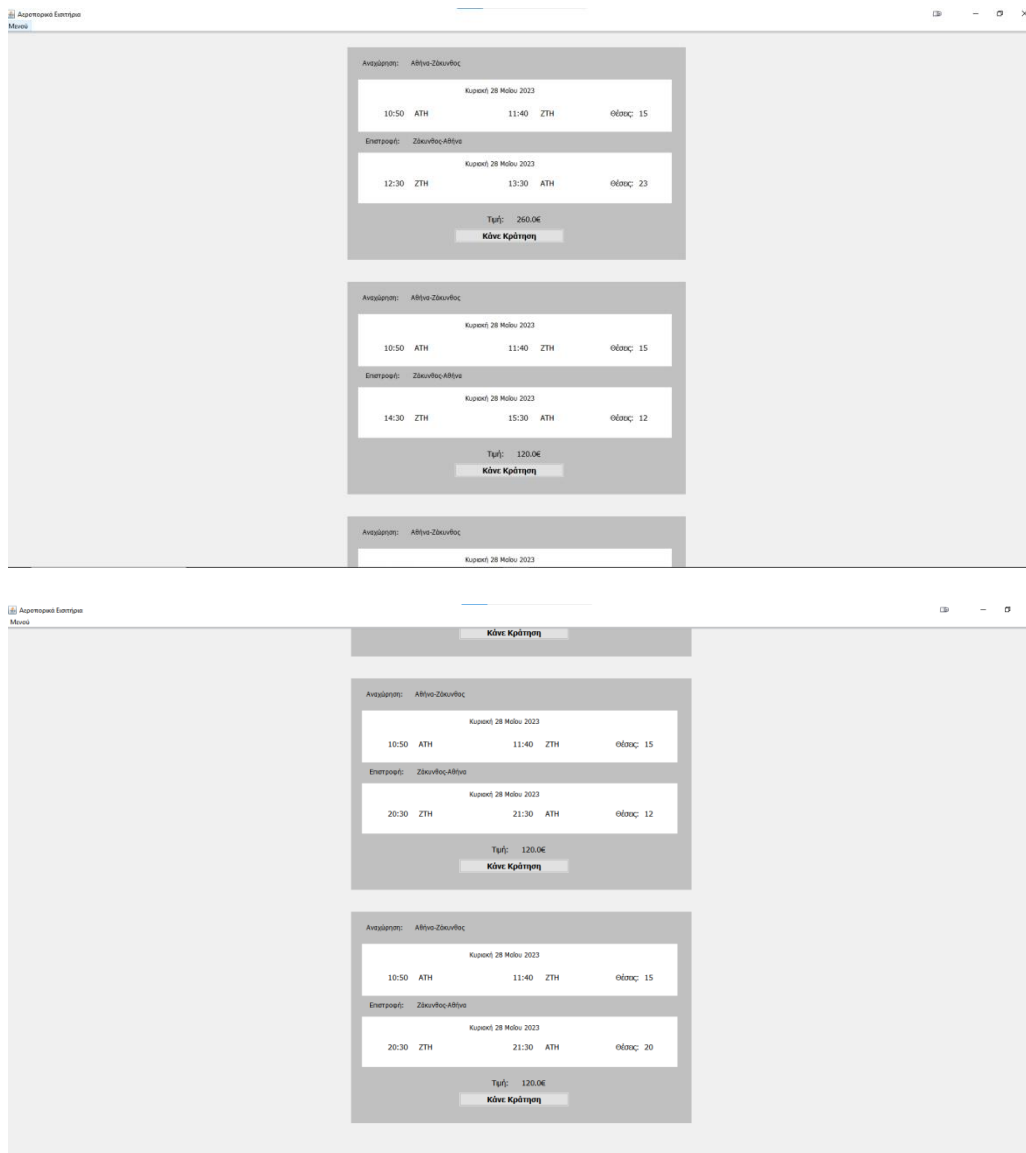 Αεροπορικά Εισιτήρια
Μενού
Αναχώρηση: Αθήνα-Ζάκυνθος
Κυριακή 28 Μαΐου 2023
10:50 ATH 11:40 ZTH Θέσεις: 15
Επιστροφή: Ζάκυνθος-Αθήνα
Κυριακή 28 Μαΐου 2023
12:30 ZTH 13:30 ATH Θέσεις: 23
Τιμή: 260.0€
Κάνε Κράτηση
Αναχώρηση: Αθήνα-Ζάκυνθος
Κυριακή 28 Μαΐου 2023
10:50 ATH 11:40 ZTH Θέσεις: 15
Επιστροφή: Ζάκυνθος-Αθήνα
Κυριακή 28 Μαΐου 2023
14:30 ZTH 15:30 ATH Θέσεις: 12
Τιμή: 120.0€
Κάνε Κράτηση
Αναχώρηση: Αθήνα-Ζάκυνθος
Κυριακή 28 Μαΐου 2023
Αεροπορικά Εισιτήρια
Μενού
Κάνε Κράτηση
Αναχώρηση: Αθήνα-Ζάκυνθος
Κυριακή 28 Μαΐου 2023
10:50 ATH 11:40 ZTH Θέσεις: 15
Επιστροφή: Ζάκυνθος-Αθήνα
Κυριακή 28 Μαΐου 2023
20:30 ZTH 21:30 ATH Θέσεις: 12
Τιμή: 120.0€
Κάνε Κράτηση
Αναχώρηση: Αθήνα-Ζάκυνθος
Κυριακή 28 Μαΐου 2023
10:50 ATH 11:40 ZTH Θέσεις: 15
Επιστροφή: Ζάκυνθος-Αθήνα
Κυριακή 28 Μαΐου 2023
20:30 ZTH 21:30 ATH Θέσεις: 20
Τιμή: 120.0€
Κάνε Κράτηση